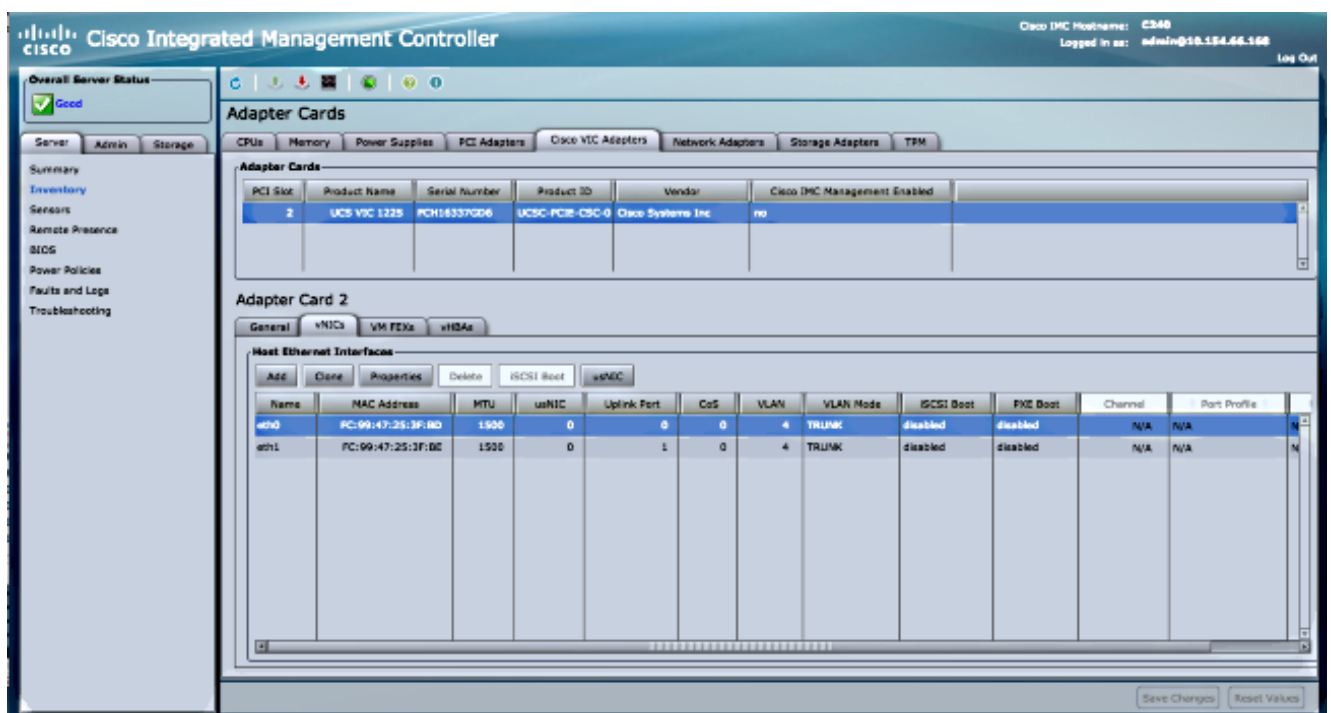 CISCO Cisco Integrated Management Controller
Cisco IMC Hostname: C240
Logged in as: admin@10.154.66.168
Log Out
Overall Server Status
Good
Server Admin Storage
Summary
Inventory
Sensors
Remote Presence
BIOS
Power Policies
Faults and Logs
Troubleshooting
Adapter Cards
CPUs Memory Power Supplies PCI Adapters Cisco VIC Adapters Network Adapters Storage Adapters TPM
Adapter Cards
PCI Slot Product Name Serial Number Product ID Vendor Cisco IMC Management Enabled
2 UCS VIC 1225 UCSC-PCIE-CSC-0 Cisco Systems Inc no
Adapter Card 2
General vNICs VM FEXs vHBAs
Host Ethernet Interfaces
Add Clone Properties Delete iSCSI Boot usNIC
Name MAC Address MTU usNIC Uplink Port CoS VLAN VLAN Mode iSCSI Boot PXE Boot Channel Port Profile
eth0 FC:99:47:25:3F:BD 1500 0 0 0 4 TRUNK disabled disabled N/A N/A N
eth1 FC:99:47:25:3F:BE 1500 0 1 0 4 TRUNK disabled disabled N/A N/A N
Save Changes Reset Values